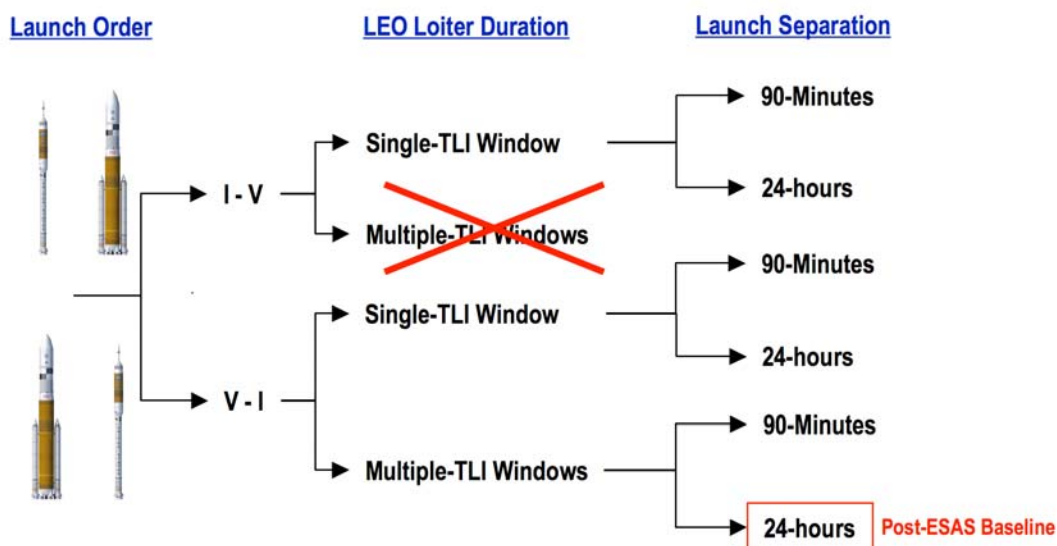 Launch Order
LEO Loiter Duration
Launch Separation
90-Minutes
Single-TLI Window
I - V
24-hours
Multiple-TLI Windows
90-Minutes
Single-TLI Window
24-hours
V - I
90-Minutes
Multiple-TLI Windows
24-hours
Post-ESAS Baseline